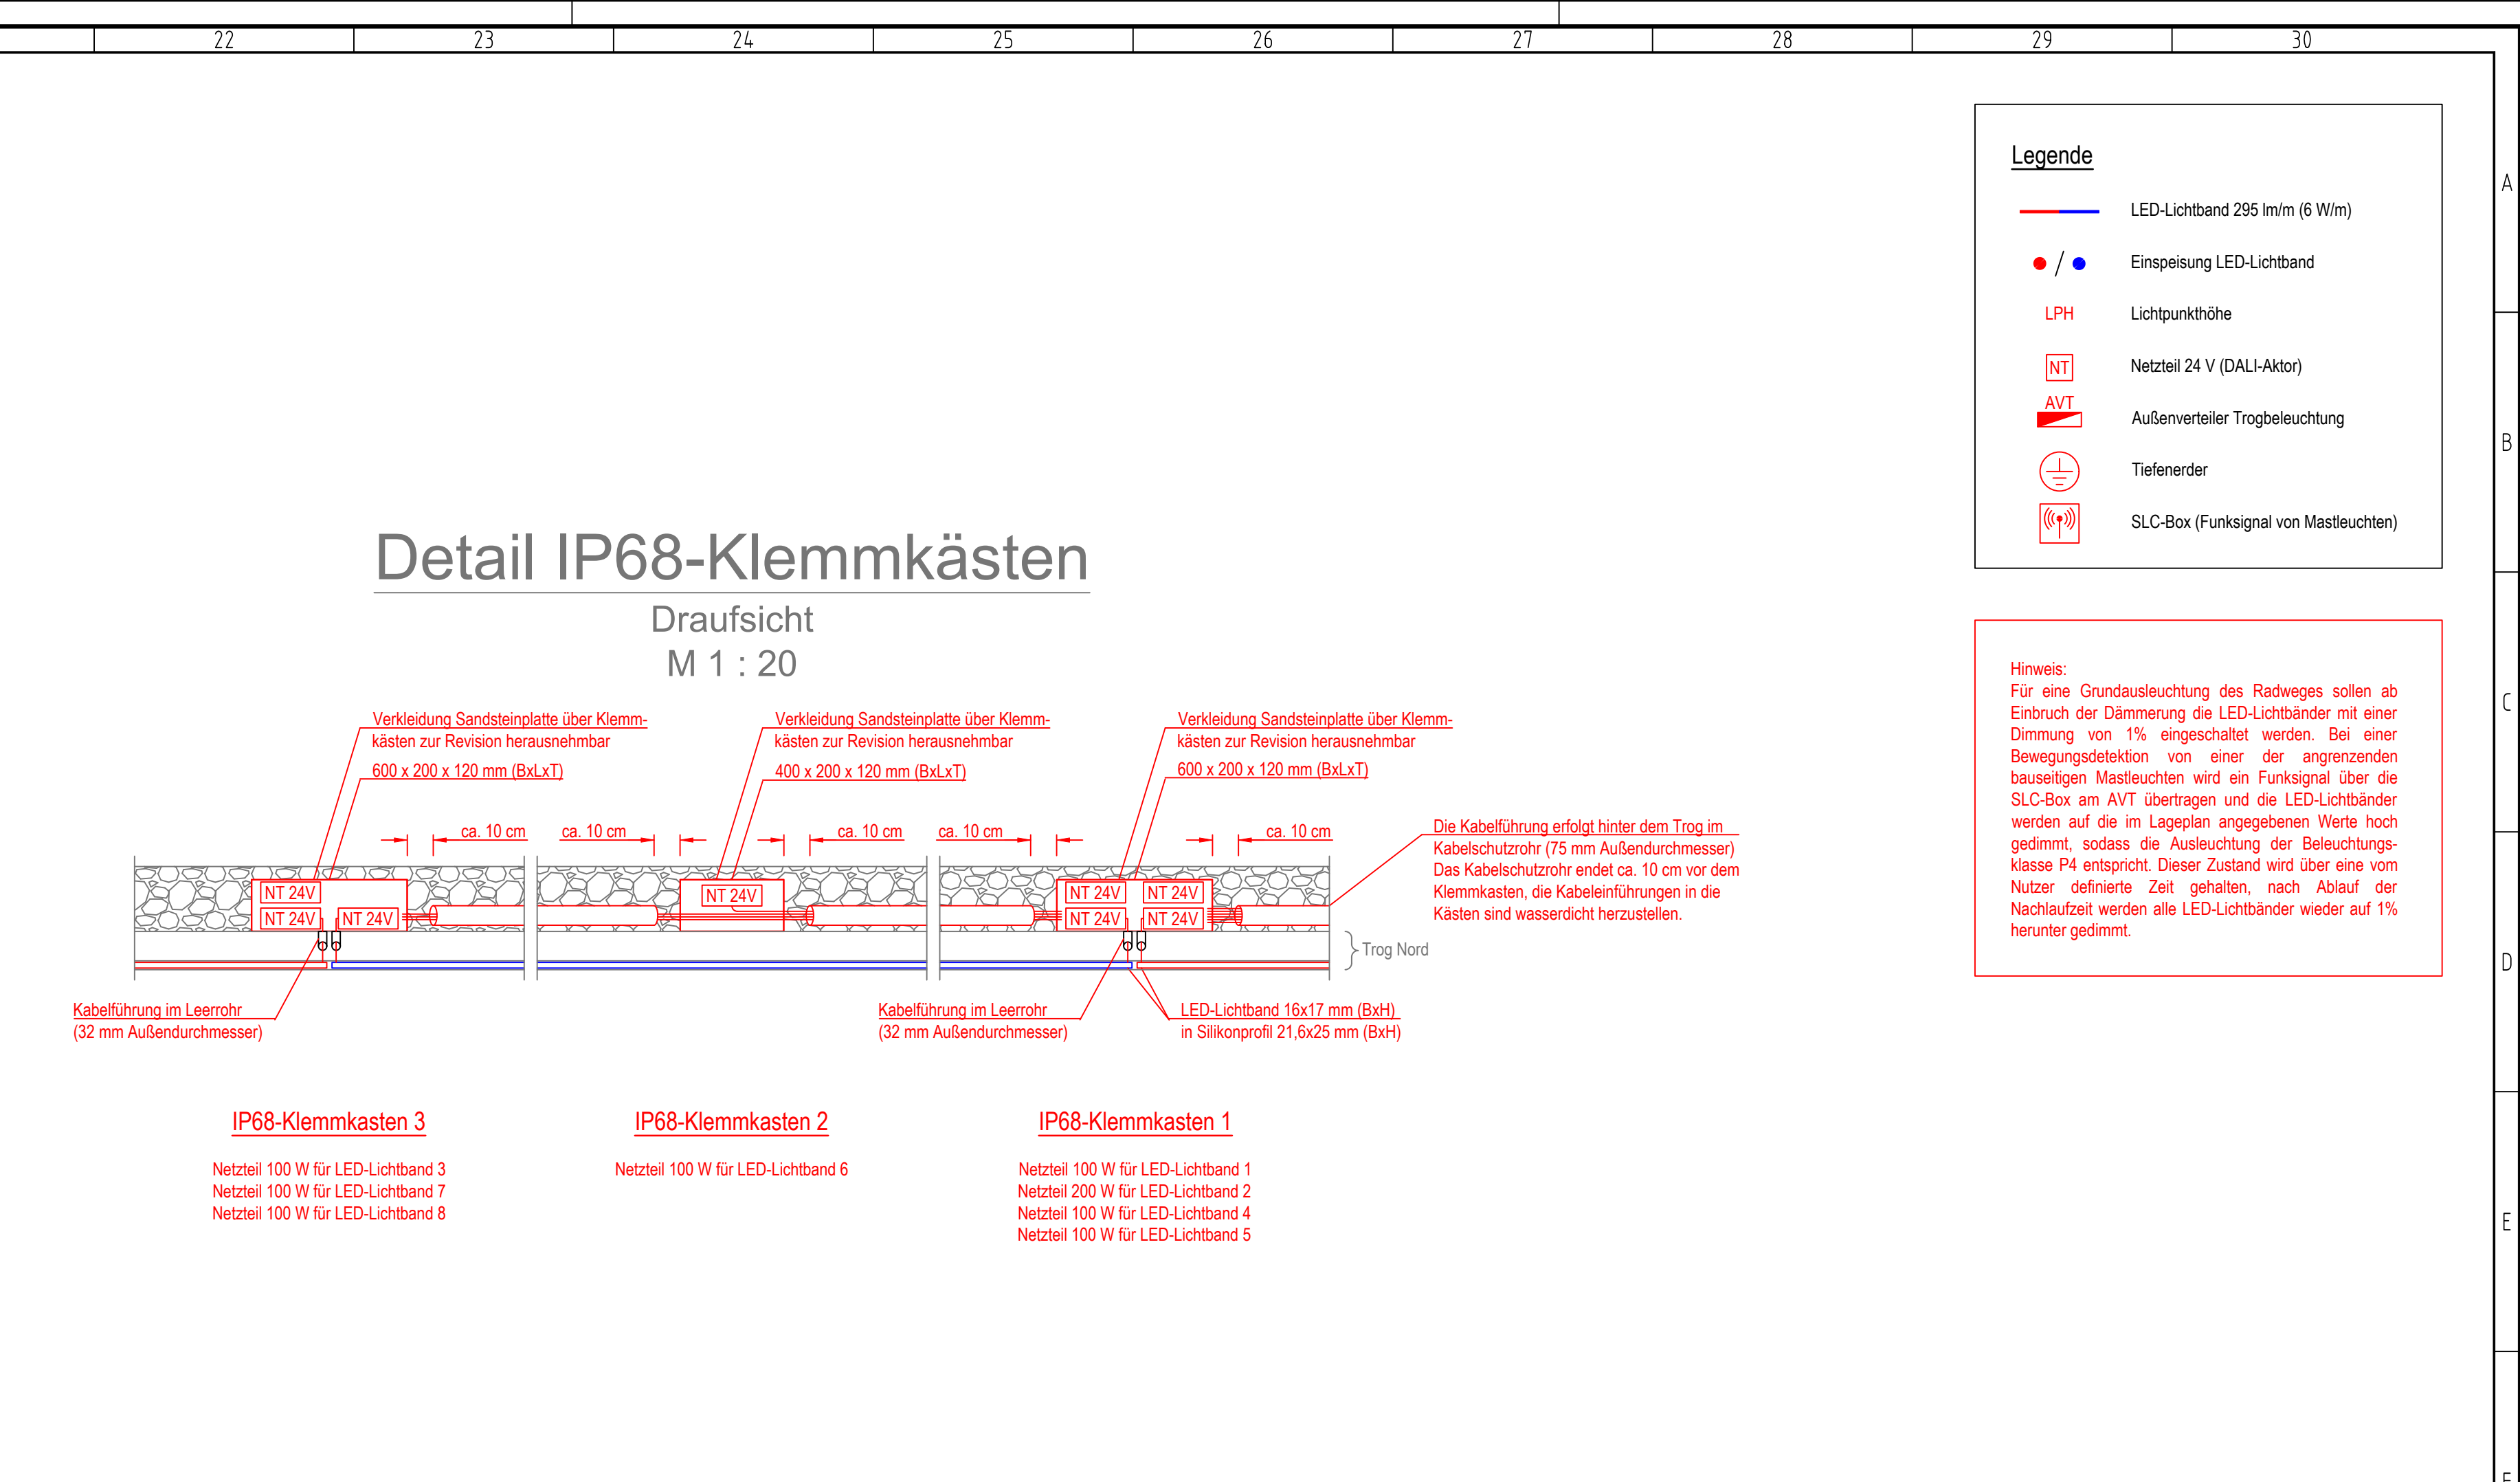 22 23 24 25 26 27 28 29 30
A
B
C
D
E
Legende
LED-Lichtband 295 lm/m (6 W/m)
/ Einspeisung LED-Lichtband
LPH Lichtpunkthöhe
NT Netzteil 24 V (DALI-Aktor)
AVT
Außenverteiler Trogbeleuchtung
Tiefenerder
SLC-Box (Funksignal von Mastleuchten)
Hinweis:
Für eine Grundausleuchtung des Radweges sollen ab
Einbruch der Dämmerung die LED-Lichtbänder mit einer
Dimmung von 1% eingeschaltet werden. Bei einer
Bewegungsdetektion von einer der angrenzenden
bauseitigen Mastleuchten wird ein Funksignal über die
SLC-Box am AVT übertragen und die LED-Lichtbänder
werden auf die im Lageplan angegebenen Werte hoch
gedimmt, sodass die Ausleuchtung der Beleuchtungs-
klasse P4 entspricht. Dieser Zustand wird über eine vom
Nutzer definierte Zeit gehalten, nach Ablauf der
Nachlaufzeit werden alle LED-Lichtbänder wieder auf 1%
herunter gedimmt.
Detail IP68-Klemmkästen
Draufsicht
M 1 : 20
Verkleidung Sandsteinplatte über Klemm-
kästen zur Revision herausnehmbar
600 x 200 x 120 mm (BxLxT)
Verkleidung Sandsteinplatte über Klemm-
kästen zur Revision herausnehmbar
400 x 200 x 120 mm (BxLxT)
Verkleidung Sandsteinplatte über Klemm-
kästen zur Revision herausnehmbar
600 x 200 x 120 mm (BxLxT)
ca. 10 cm
ca. 10 cm
ca. 10 cm
ca. 10 cm
ca. 10 cm
Die Kabelführung erfolgt hinter dem Trog im
Kabelschutzrohr (75 mm Außendurchmesser)
Das Kabelschutzrohr endet ca. 10 cm vor dem
Klemmkasten, die Kabeleinführungen in die
Kästen sind wasserdicht herzustellen.
NT 24V
NT 24V NT 24V
NT 24V
NT 24V NT 24V
NT 24V NT 24V
Trog Nord
Kabelführung im Leerrohr
(32 mm Außendurchmesser)
Kabelführung im Leerrohr
(32 mm Außendurchmesser)
LED-Lichtband 16x17 mm (BxH)
in Silikonprofil 21,6x25 mm (BxH)
IP68-Klemmkasten 3
Netzteil 100 W für LED-Lichtband 3
Netzteil 100 W für LED-Lichtband 7
Netzteil 100 W für LED-Lichtband 8
IP68-Klemmkasten 2
Netzteil 100 W für LED-Lichtband 6
IP68-Klemmkasten 1
Netzteil 100 W für LED-Lichtband 1
Netzteil 200 W für LED-Lichtband 2
Netzteil 100 W für LED-Lichtband 4
Netzteil 100 W für LED-Lichtband 5